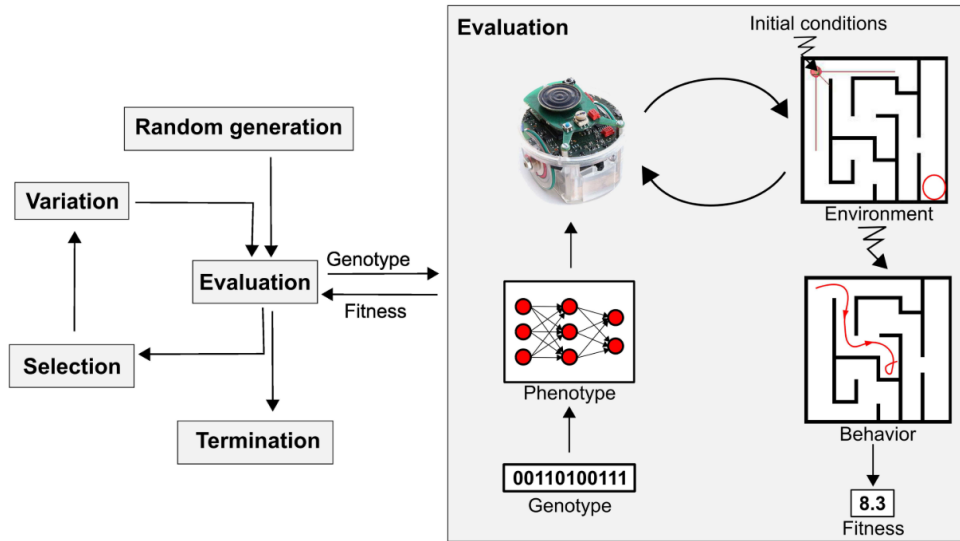 Random generation
Variation
Evaluation
Genotype
Fitness
Selection
Termination
Evaluation
Initial conditions
Environment
Phenotype
Behavior
00110100111
Genotype
8.3
Fitness